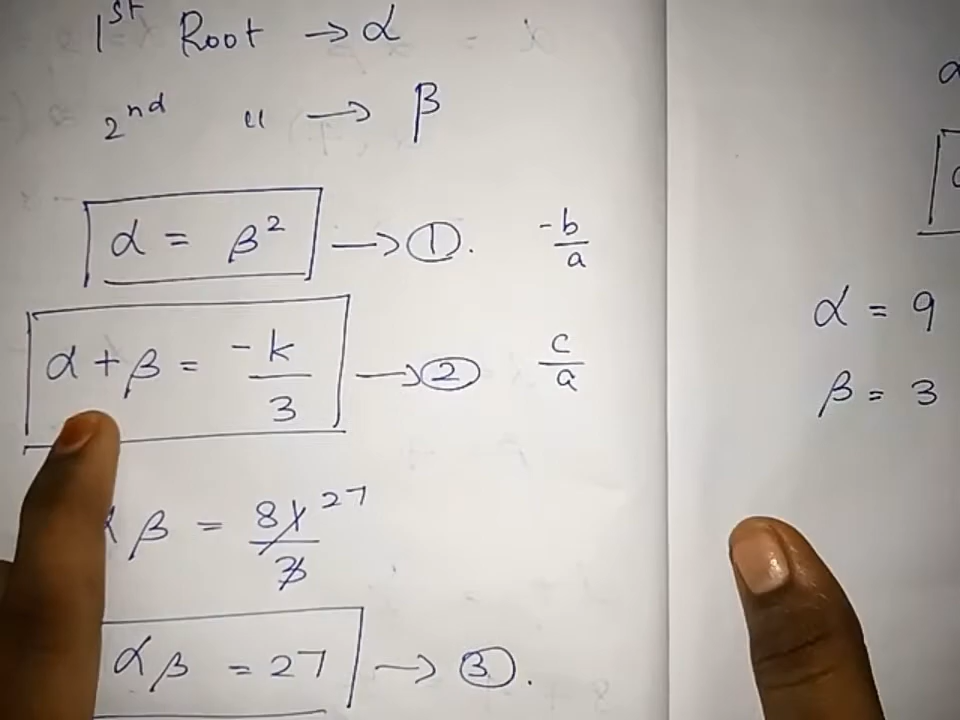 1st Root → α
2nd " → β
α = β² → ①.
-b/a
α + β = -k/3 → ②
c/a
β = 81/3 27
αβ = 27 → ③.
α
α = 9
β = 3